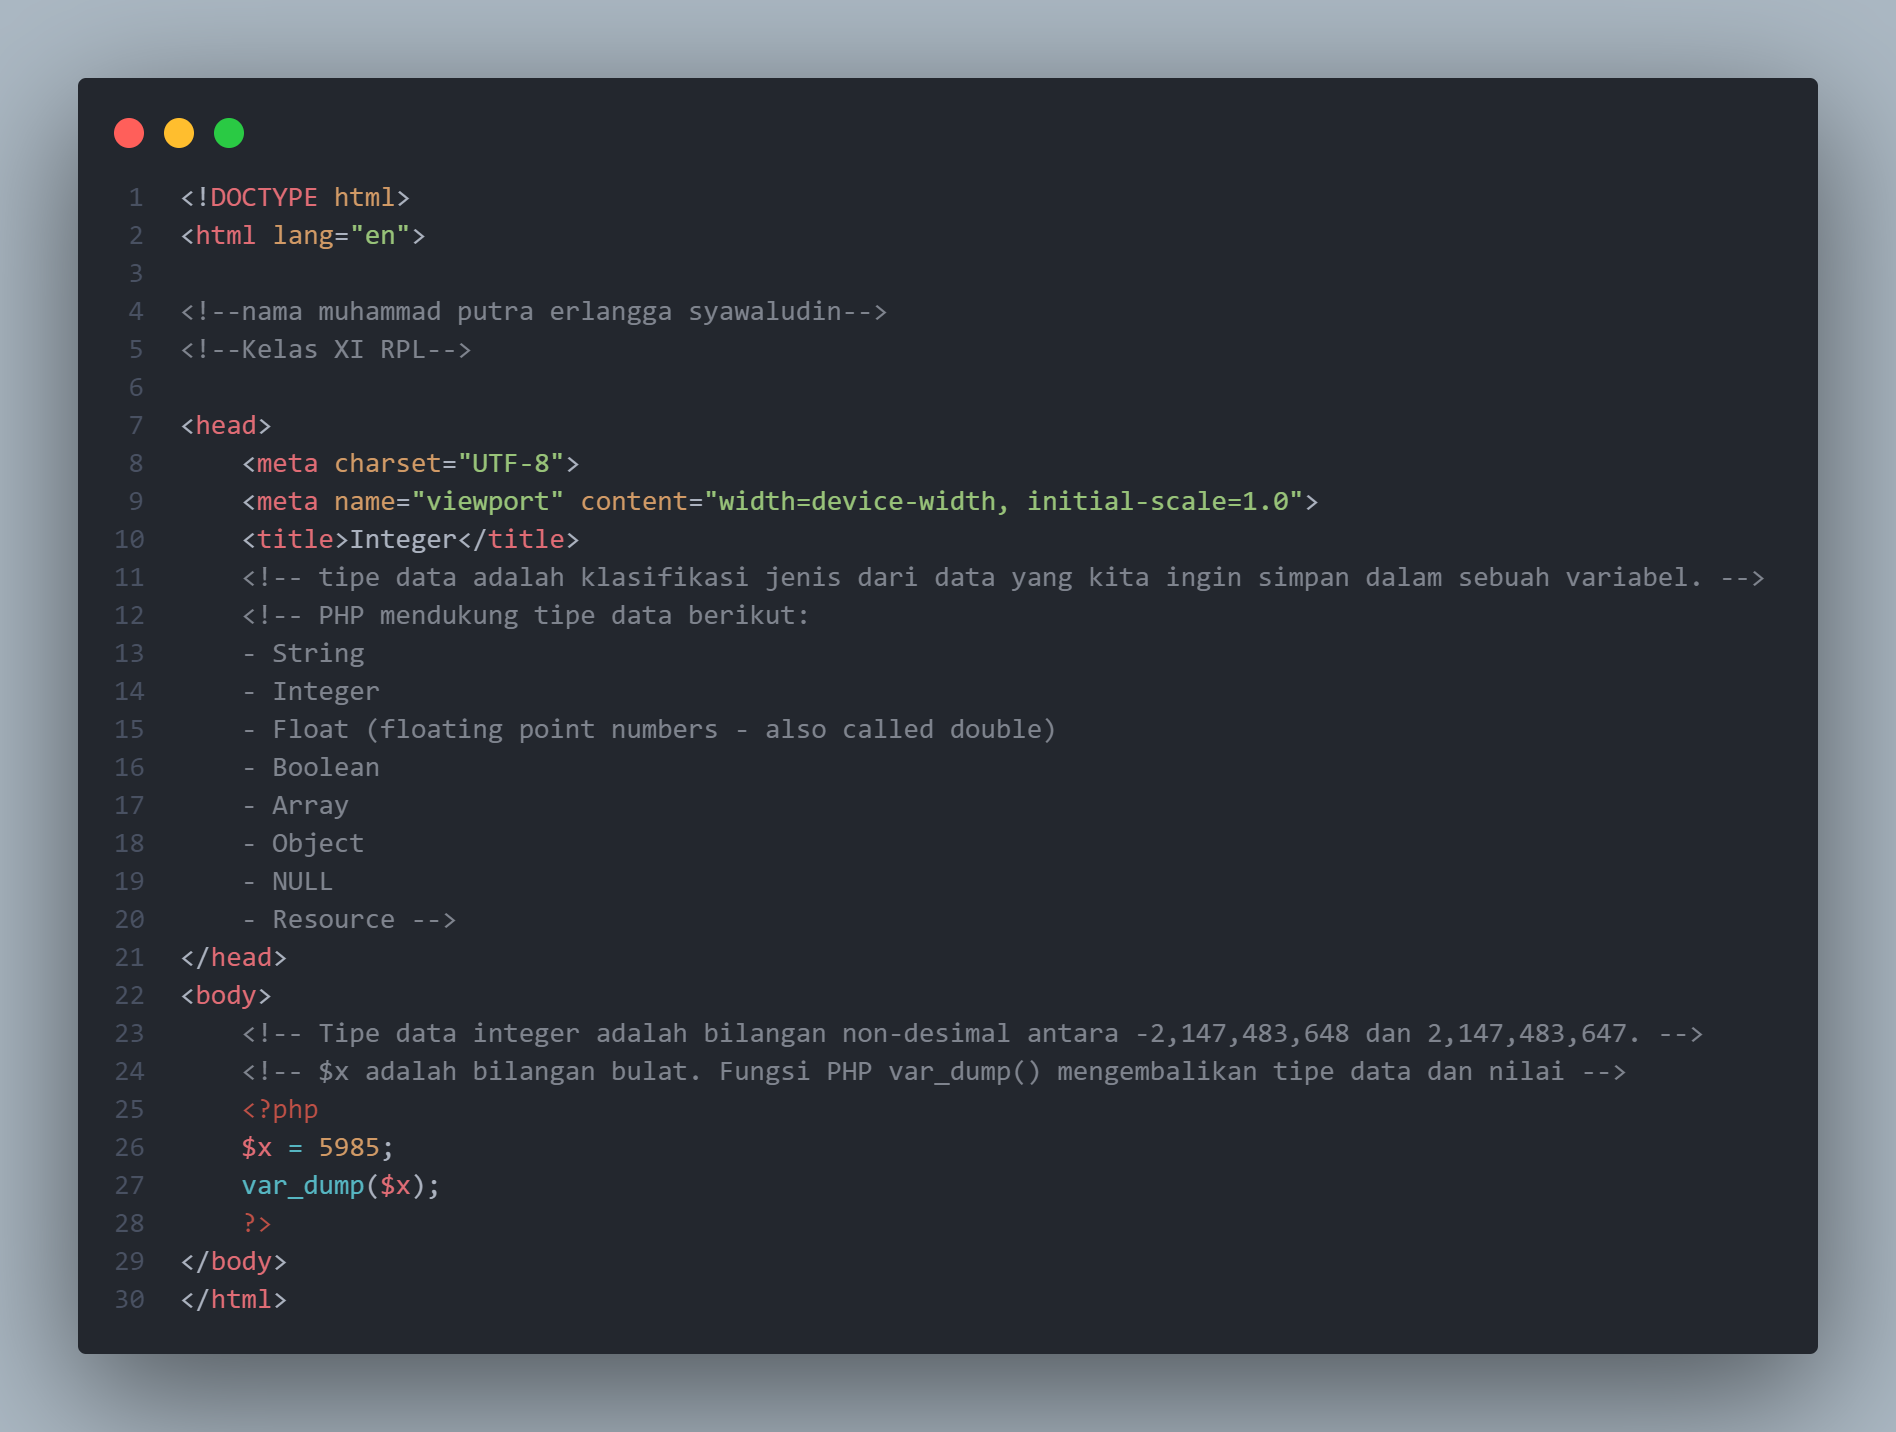 1 <!DOCTYPE html>
2 <html lang="en">
3
4 <!--nama muhammad putra erlangga syawaludin-->
5 <!--Kelas XI RPL-->
6
7 <head>
8     <meta charset="UTF-8">
9     <meta name="viewport" content="width=device-width, initial-scale=1.0">
10     <title>Integer</title>
11     <!-- tipe data adalah klasifikasi jenis dari data yang kita ingin simpan dalam sebuah variabel. -->
12     <!-- PHP mendukung tipe data berikut:
13     - String
14     - Integer
15     - Float (floating point numbers - also called double)
16     - Boolean
17     - Array
18     - Object
19     - NULL
20     - Resource -->
21 </head>
22 <body>
23     <!-- Tipe data integer adalah bilangan non-desimal antara -2,147,483,648 dan 2,147,483,647. -->
24     <!-- $x adalah bilangan bulat. Fungsi PHP var_dump() mengembalikan tipe data dan nilai -->
25     <?php
26     $x = 5985;
27     var_dump($x);
28     ?>
29 </body>
30 </html>